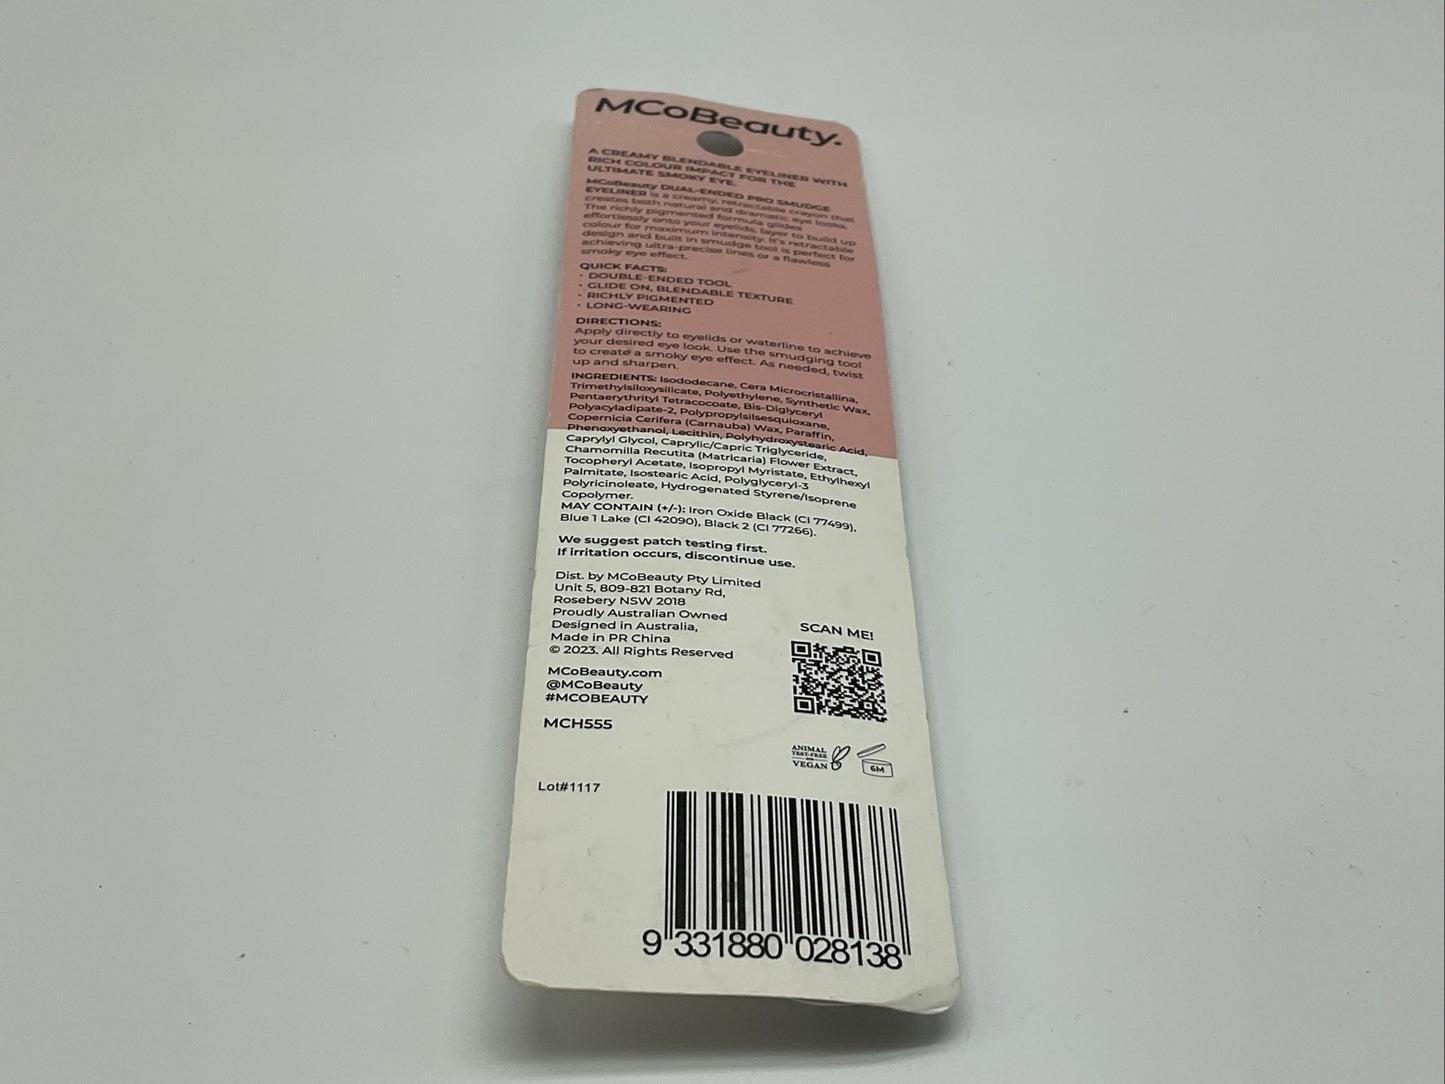 MCoBeauty.
A CREAMY BLENDABLE EYELINER WITH
RICH COLOUR IMPACT FOR THE
ULTIMATE SMOKY EYE.
MCoBeauty DUAL-ENDED PRO SMUDGE
EYELINER is a creamy, retractable crayon that
creates both natural and dramatic eye looks.
The richly pigmented formula glides
effortlessly onto your eyelids, layer to build up
colour for maximum intensity. It's retractable
design and built in smudge tool is perfect for
achieving ultra-precise lines or a flawless
smoky eye effect.
QUICK FACTS:
• DOUBLE-ENDED TOOL
• GLIDE ON, BLENDABLE TEXTURE
• RICHLY PIGMENTED
• LONG-WEARING
DIRECTIONS:
Apply directly to eyelids or waterline to achieve
your desired eye look. Use the smudging tool
to create a smoky eye effect. As needed, twist
up and sharpen.
INGREDIENTS: Isododecane, Cera Microcristallina,
Trimethylsiloxysilicate, Polyethylene, Synthetic Wax,
Pentaerythrityl Tetracocoate, Bis-Diglyceryl
Polyacyladipate-2, Polypropylsilsesquioxane,
Copernicia Cerifera (Carnauba) Wax, Paraffin,
Phenoxyethanol, Lecithin, Polyhydroxystearic Acid,
Caprylyl Glycol, Caprylic/Capric Triglyceride,
Chamomilla Recutita (Matricaria) Flower Extract,
Tocopheryl Acetate, Isopropyl Myristate, Ethylhexyl
Palmitate, Isostearic Acid, Polyglyceryl-3
Polyricinoleate, Hydrogenated Styrene/Isoprene
Copolymer.
MAY CONTAIN (+/-): Iron Oxide Black (CI 77499),
Blue 1 Lake (CI 42090), Black 2 (CI 77266).
We suggest patch testing first.
If irritation occurs, discontinue use.
Dist. by MCoBeauty Pty Limited
Unit 5, 809-821 Botany Rd,
Rosebery NSW 2018
Proudly Australian Owned
Designed in Australia,
Made in PR China
© 2023. All Rights Reserved
MCoBeauty.com
@MCoBeauty
#MCOBEAUTY
MCH555
SCAN ME!
ANIMAL
TEST-FREE
VEGAN
6M
Lot#1117
9 331880 028138